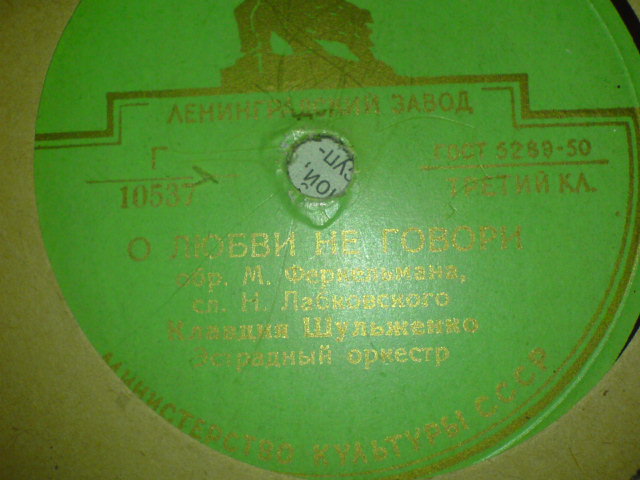 ЛЕНИНГРАДСКИЙ ЗАВОД
Г
10537
ГОСТ 5289-50
ТРЕТИЙ КЛ.
О ЛЮБВИ НЕ ГОВОРИ
обр. М. Феркельмана,
сл. Н. Лабковского
Клавдия Шульженко
Эстрадный оркестр
МИНИСТЕРСТВО КУЛЬТУРЫ СССР